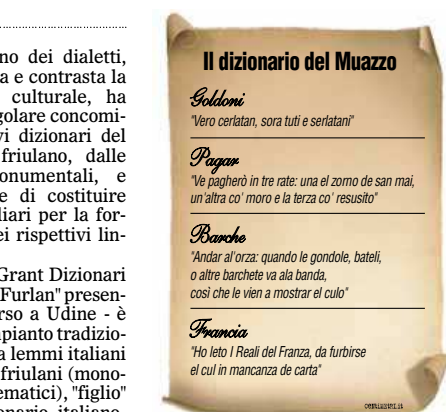 no dei dialetti,
a e contrasta la
culturale, ha
golare concomi-
vi dizionari del
friulano, dalle
onumentali, e
e di costituire
liari per la for-
ei rispettivi lin-
Grant Dizionari
Furlan" presen-
rso a Udine - è
pianto tradizio-
a lemmi italiani
friulani (mono-
ematici), "figlio"
onario italiano
Il dizionario del Muazzo
Goldoni
"Vero cerlatan, sora tuti e serlatani"
Pagar
"Ve pagherò in tre rate: una el zorno de san mai,
un'altra co' moro e la terza co' resusito"
Barche
"Andar al'orza: quando le gondole, bateli,
o altre barchete va ala banda,
così che le vien a mostrar el culo"
Francia
"Ho leto I Reali del Franza, da furbirse
el cul in mancanza de carta"
centimetri.it